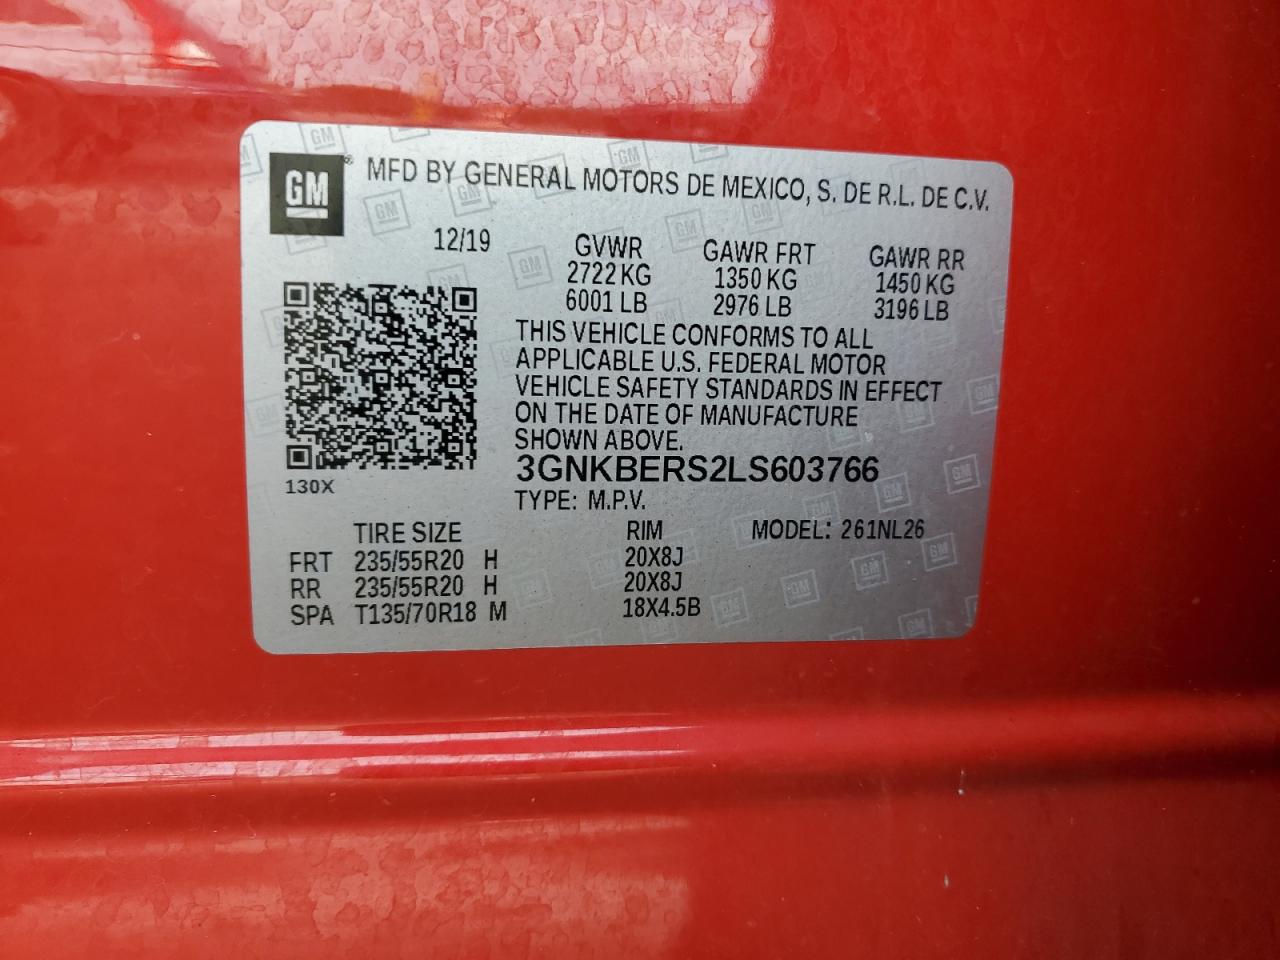 GM® MFD BY GENERAL MOTORS DE MEXICO, S. DE R.L. DE C.V.
12/19 GVWR GAWR FRT GAWR RR
2722 KG 1350 KG 1450 KG
6001 LB 2976 LB 3196 LB
THIS VEHICLE CONFORMS TO ALL
APPLICABLE U.S. FEDERAL MOTOR
VEHICLE SAFETY STANDARDS IN EFFECT
ON THE DATE OF MANUFACTURE
SHOWN ABOVE.
3GNKBERS2LS603766
130X
TYPE: M.P.V.
TIRE SIZE RIM MODEL: 261NL26
FRT 235/55R20 H 20X8J
RR 235/55R20 H 20X8J
SPA T135/70R18 M 18X4.5B